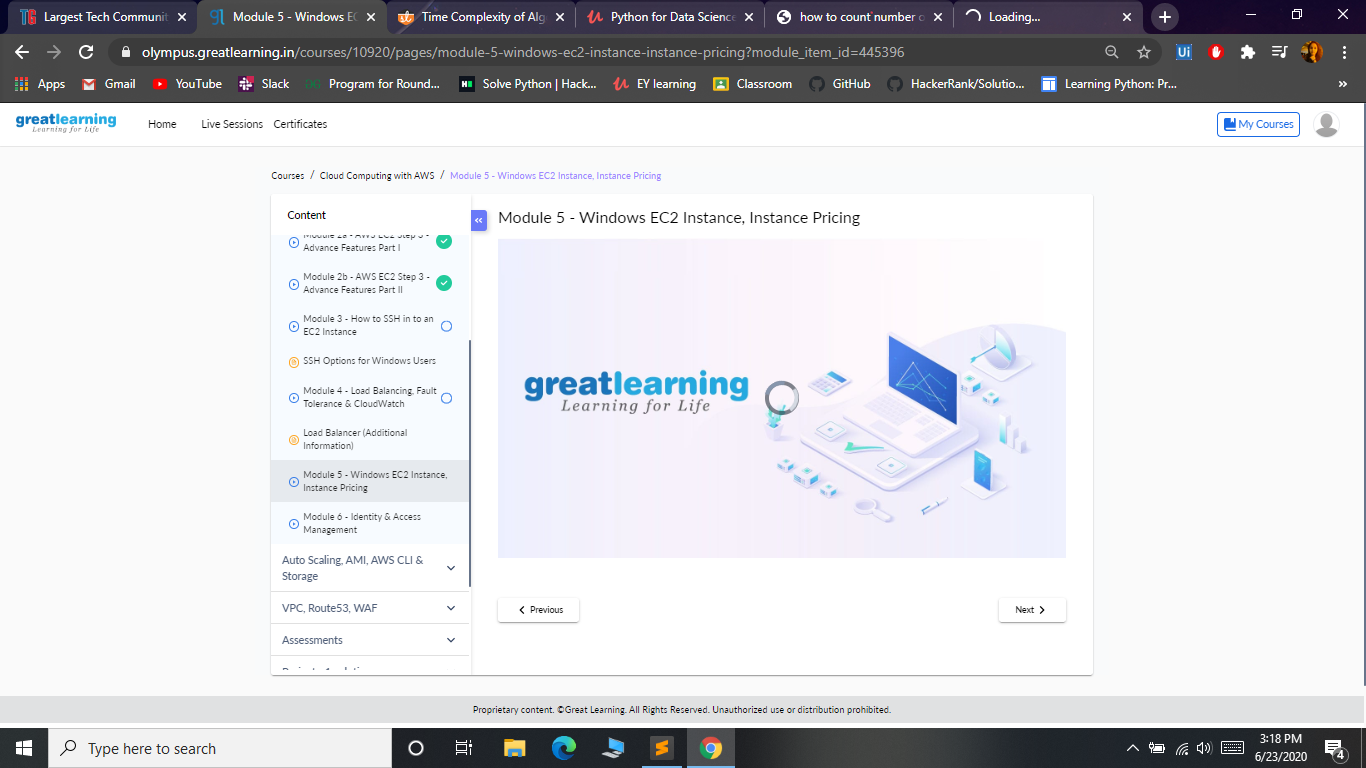 Largest Tech Communit
Module 5 - Windows EC
Time Complexity of Alg
Python for Data Science
how to count number o
Loading...
olympus.greatlearning.in/courses/10920/pages/module-5-windows-ec2-instance-instance-pricing?module_item_id=445396
Apps
Gmail
YouTube
Slack
Program for Round...
Solve Python | Hack...
EY learning
Classroom
GitHub
HackerRank/Solutio...
Learning Python: Pr...
»
greatlearning
Learning for Life
Home
Live Sessions
Certificates
My Courses
Courses / Cloud Computing with AWS / Module 5 - Windows EC2 Instance, Instance Pricing
Content
Module 2a - AWS EC2 Step 3 -
Advance Features Part I
Module 2b - AWS EC2 Step 3 -
Advance Features Part II
Module 3 - How to SSH in to an
EC2 Instance
SSH Options for Windows Users
Module 4 - Load Balancing, Fault
Tolerance & CloudWatch
Load Balancer (Additional
Information)
Module 5 - Windows EC2 Instance,
Instance Pricing
Module 6 - Identity & Access
Management
Auto Scaling, AMI, AWS CLI &
Storage
VPC, Route53, WAF
Assessments
«
Module 5 - Windows EC2 Instance, Instance Pricing
greatlearning
Learning for Life
Previous
Next
Proprietary content. ©Great Learning. All Rights Reserved. Unauthorized use or distribution prohibited.
Type here to search
3:18 PM
6/23/2020
4